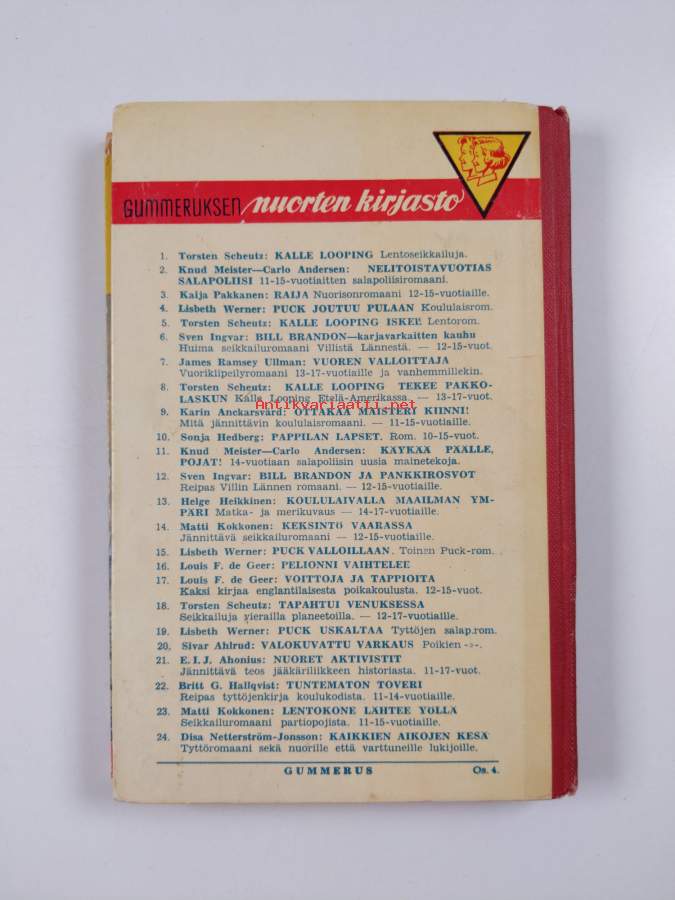 GUMMERUKSEN nuorten kirjasto
1. Torsten Scheutz: KALLE LOOPING Lentoseikkailuja.
2. Knud Meister—Carlo Andersen: NELITOISTAVUOTIAS
SALAPOLIISI 11-15-vuotiaitten salapoliisiromaani.
3. Kaija Pakkanen: RAIJA Nuorisonromaani 12-15-vuotiaille.
4. Lisbeth Werner: PUCK JOUTUU PULAAN Koululaisrom.
5. Torsten Scheutz: KALLE LOOPING ISKEE Lentorom.
6. Sven Ingvar: BILL BRANDON—karjavarkaitten kauhu
Huima seikkailuromaani Villistä Lännestä. — 12-15-vuot.
7. James Ramsey Ullman: VUOREN VALLOITTAJA
Vuorikiipeilyromaani 13-17-vuotiaille ja vanhemmillekin.
8. Torsten Scheutz: KALLE LOOPING TEKEE PAKKO-
LASKUN Kalle Looping Etelä-Amerikassa. — 13-17-vuot.
Antikvariaatti.net
9. Karin Anckarsvärd: OTTAKAA MAISTERI KIINNI!
Mitä jännittävin koululaisromaani. — 11-15-vuotiaille.
10. Sonja Hedberg: PAPPILAN LAPSET. Rom. 10-15-vuot.
11. Knud Meister—Carlo Andersen: KÄYKÄÄ PÄÄLLE,
POJAT! 14-vuotiaan salapoliisin uusia mainetekoja.
12. Sven Ingvar: BILL BRANDON JA PANKKIROSVOT
Reipas Villin Lännen romaani. — 12-15-vuotiaille.
13. Helge Heikkinen: KOULULAIVALLA MAAILMAN YM-
PÄRI Matka- ja merikuvaus — 14-17-vuotiaille.
14. Matti Kokkonen: KEKSINTÖ VAARASSA
Jännittävä seikkailuromaani — 12-15-vuotiaille.
15. Lisbeth Werner: PUCK VALLOILLAAN. Toinen Puck-rom.
16. Louis F. de Geer: PELIONNI VAIHTELEE
17. Louis F. de Geer: VOITTOJA JA TAPPIOITA
Kaksi kirjaa englantilaisesta poikakoulusta. 12-15-vuot.
18. Torsten Scheutz: TAPAHTUI VENUKSESSA
Seikkailuja vierailla planeetoilla. — 12-17-vuotiaille.
19. Lisbeth Werner: PUCK USKALTAA Tyttöjen salap.rom.
20. Sivar Ahlrud: VALOKUVATTU VARKAUS Poikien -»-.
21. E. I. J. Ahonius: NUORET AKTIVISTIT
Jännittävä teos jääkäriliikkeen historiasta. 11-17-vuot.
22. Britt G. Hallqvist: TUNTEMATON TOVERI
Reipas tyttöjenkirja koulukodista. 11-14-vuotiaille.
23. Matti Kokkonen: LENTOKONE LÄHTEE YÖLLÄ
Seikkailuromaani partiopojista. 11-15-vuotiaille.
24. Disa Netterström-Jonsson: KAIKKIEN AIKOJEN KESÄ
Tyttöromaani sekä nuorille että varttuneille lukijoille.
GUMMERUS Os. 4.